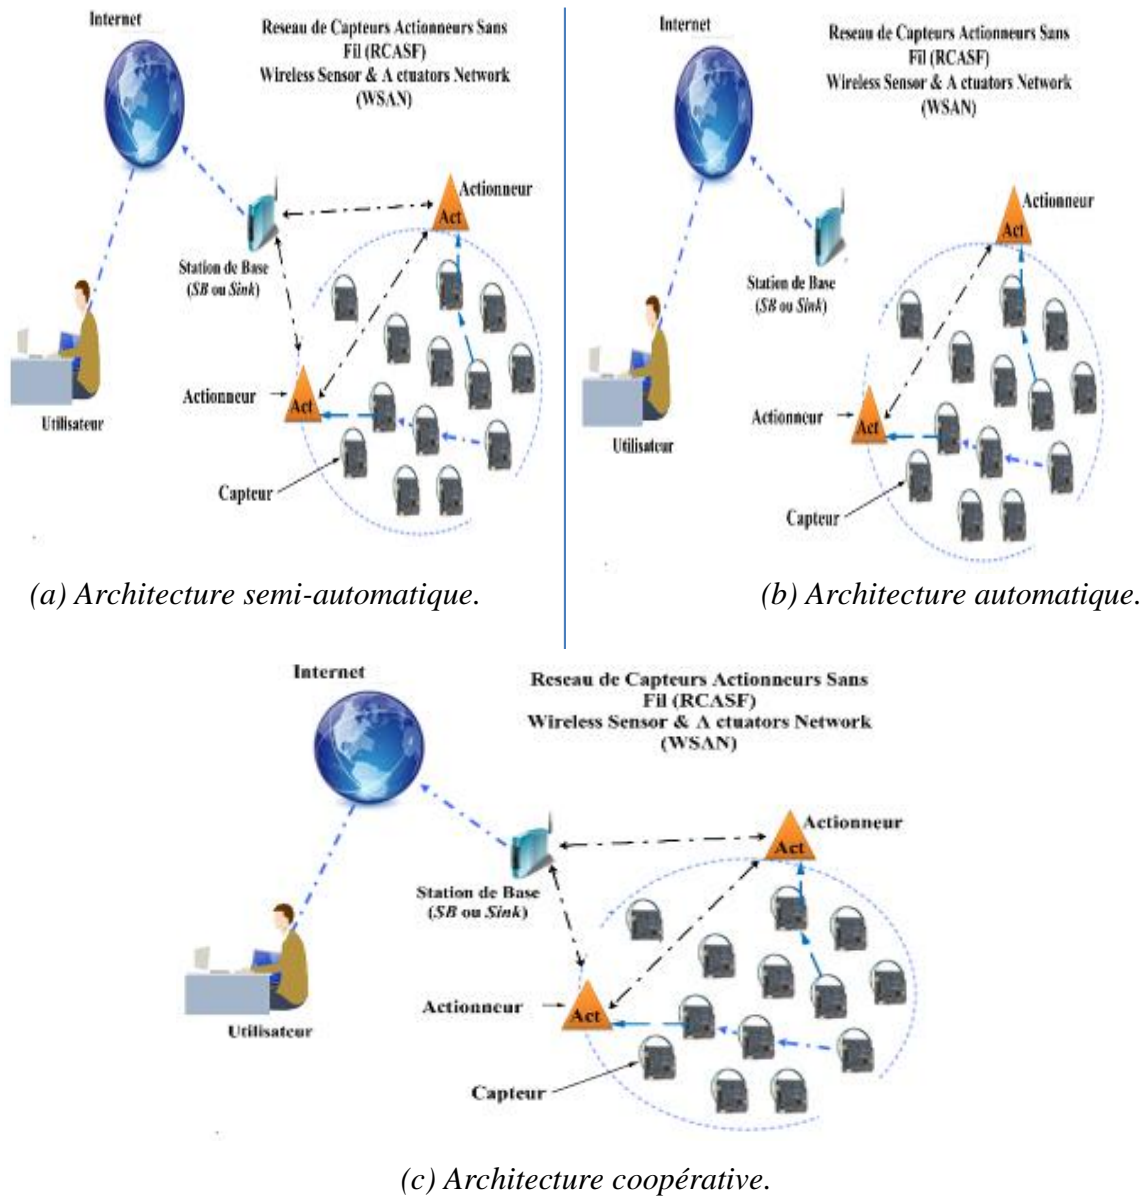 Internet
Reseau de Capteurs Actionneurs Sans
Fil (RCASF)
Wireless Sensor & A ctuators Network
(WSAN)
Actionneur
Act
Station de Base
(SB ou Sink)
Actionneur
Act
Utilisateur
Capteur
(a) Architecture semi-automatique.
Internet
Reseau de Capteurs Actionneurs Sans
Fil (RCASF)
Wireless Sensor & A ctuators Network
(WSAN)
Actionneur
Act
Station de Base
(SB ou Sink)
Actionneur
Act
Utilisateur
Capteur
(b) Architecture automatique.
Internet
Reseau de Capteurs Actionneurs Sans
Fil (RCASF)
Wireless Sensor & A ctuators Network
(WSAN)
Actionneur
Act
Station de Base
(SB ou Sink)
Actionneur
Act
Utilisateur
Capteur
(c) Architecture coopérative.